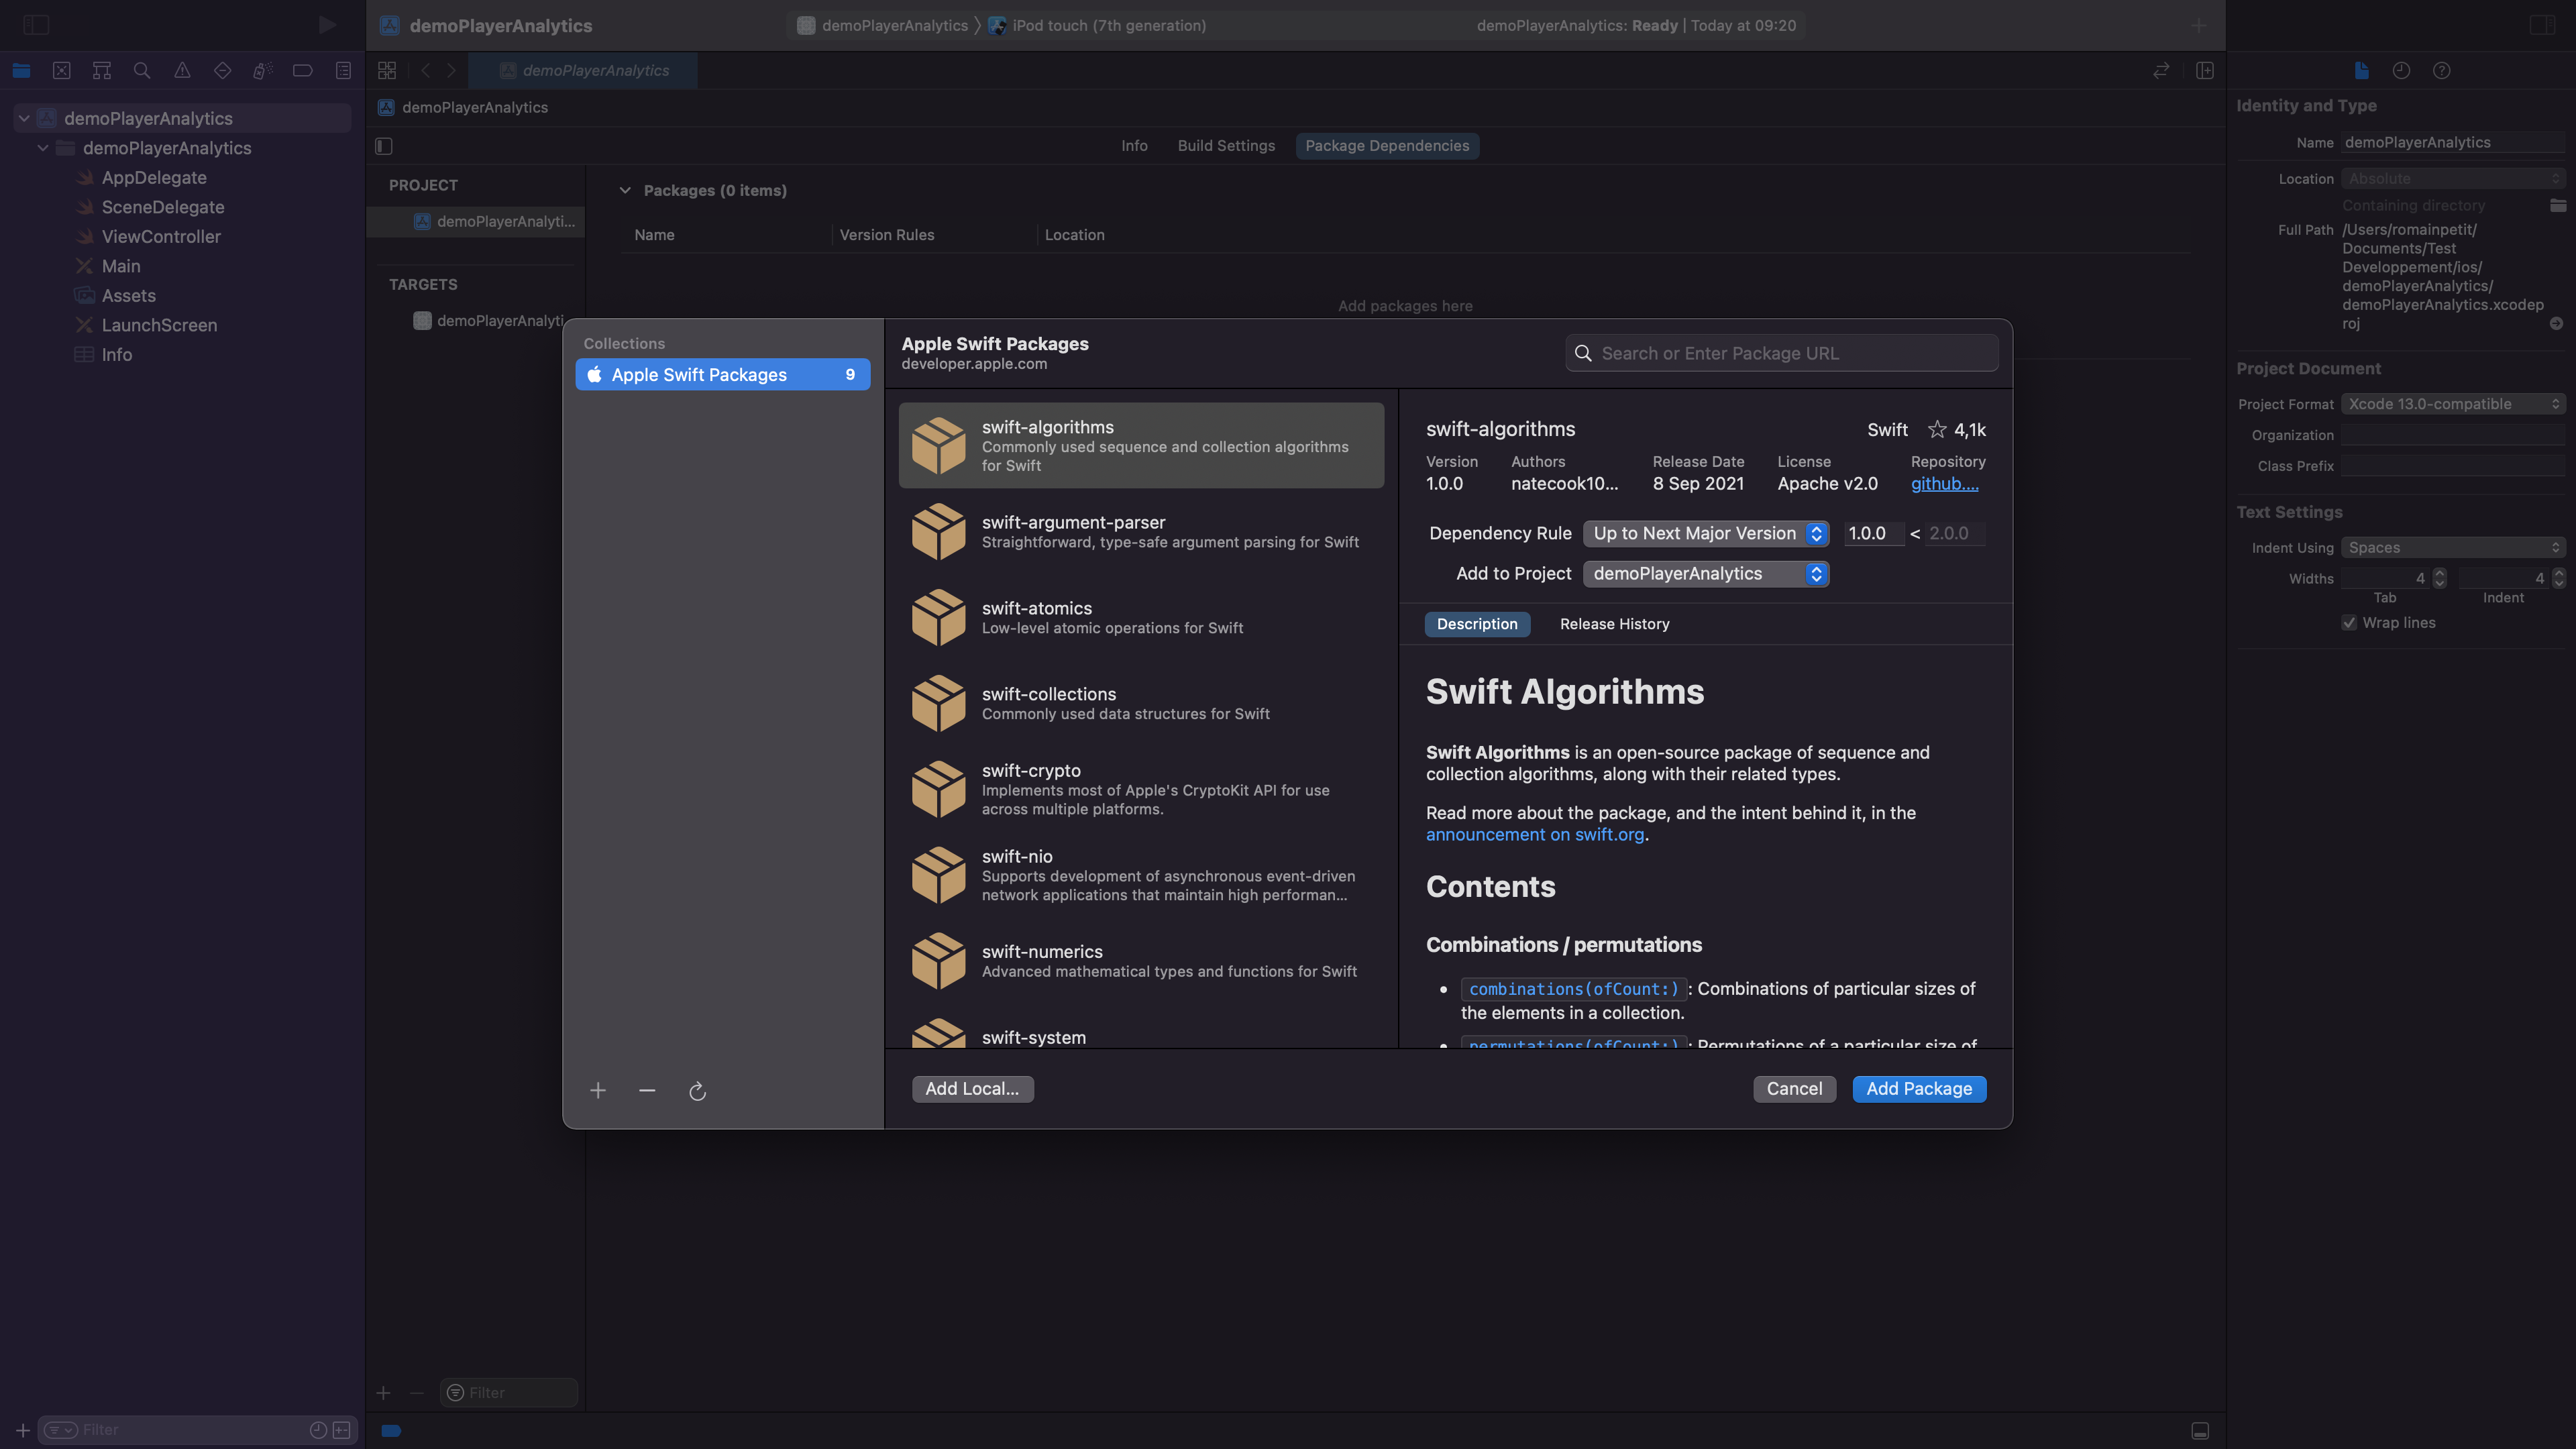 demoPlayerAnalytics
demoPlayerAnalytics 〉 iPod touch (7th generation)
demoPlayerAnalytics: Ready | Today at 09:20
demoPlayerAnalytics
demoPlayerAnalytics
demoPlayerAnalytics
demoPlayerAnalytics
AppDelegate
SceneDelegate
ViewController
Main
Assets
LaunchScreen
Info
Filter
Info
Build Settings
Package Dependencies
PROJECT
demoPlayerAnalyti...
TARGETS
demoPlayerAnalyti
Filter
Packages (0 items)
Name
Version Rules
Location
Add packages here
Collections
Apple Swift Packages 9
Apple Swift Packages
developer.apple.com
Search or Enter Package URL
swift-algorithms
Commonly used sequence and collection algorithms
for Swift
swift-argument-parser
Straightforward, type-safe argument parsing for Swift
swift-atomics
Low-level atomic operations for Swift
swift-collections
Commonly used data structures for Swift
swift-crypto
Implements most of Apple's CryptoKit API for use
across multiple platforms.
swift-nio
Supports development of asynchronous event-driven
network applications that maintain high performan...
swift-numerics
Advanced mathematical types and functions for Swift
swift-system
swift-algorithms
Swift 4,1k
Version Authors Release Date License Repository
1.0.0 natecook10... 8 Sep 2021 Apache v2.0 github....
Dependency Rule Up to Next Major Version 1.0.0 < 2.0.0
Add to Project demoPlayerAnalytics
Description
Release History
Swift Algorithms
Swift Algorithms is an open-source package of sequence and
collection algorithms, along with their related types.
Read more about the package, and the intent behind it, in the
announcement on swift.org.
Contents
Combinations / permutations
• combinations(ofCount:): Combinations of particular sizes of
the elements in a collection.
• permutations(ofCount:): Permutations of a particular size of
Add Local...
Cancel
Add Package
Identity and Type
Name demoPlayerAnalytics
Location Absolute
Containing directory
Full Path /Users/romainpetit/
Documents/Test
Developpement/ios/
demoPlayerAnalytics/
demoPlayerAnalytics.xcodep
roj
Project Document
Project Format Xcode 13.0-compatible
Organization
Class Prefix
Text Settings
Indent Using Spaces
Widths 4 4
Tab Indent
Wrap lines